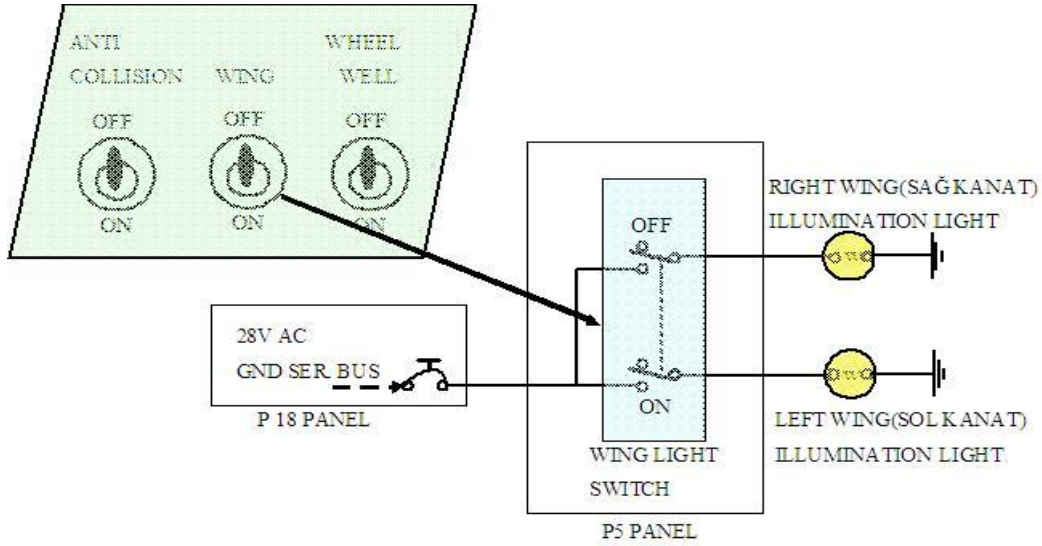 ANTI
COLLISION
WING
WHEEL
WELL
OFF
OFF
OFF
ON
ON
ON
28V AC
GND SER. BUS
P 18 PANEL
OFF
ON
WING LIGHT
SWITCH
P5 PANEL
RIGHT WING(SAĞ KANAT)
ILLUMINATION LIGHT
LEFT WING(SOL KANAT)
ILLUMINATION LIGHT